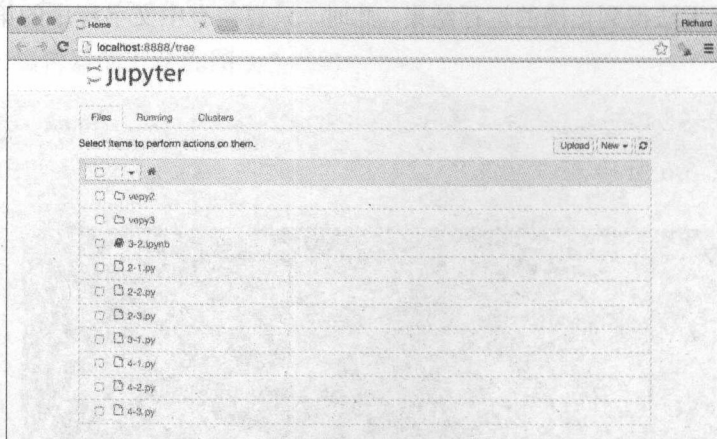 Home
Richard
localhost:8888/tree
jupyter
Files Running Clusters
Select items to perform actions on them.
Upload New
vepy2
vepy3
3-2.ipynb
2-1.py
2-2.py
2-3.py
3-1.py
4-1.py
4-2.py
4-3.py